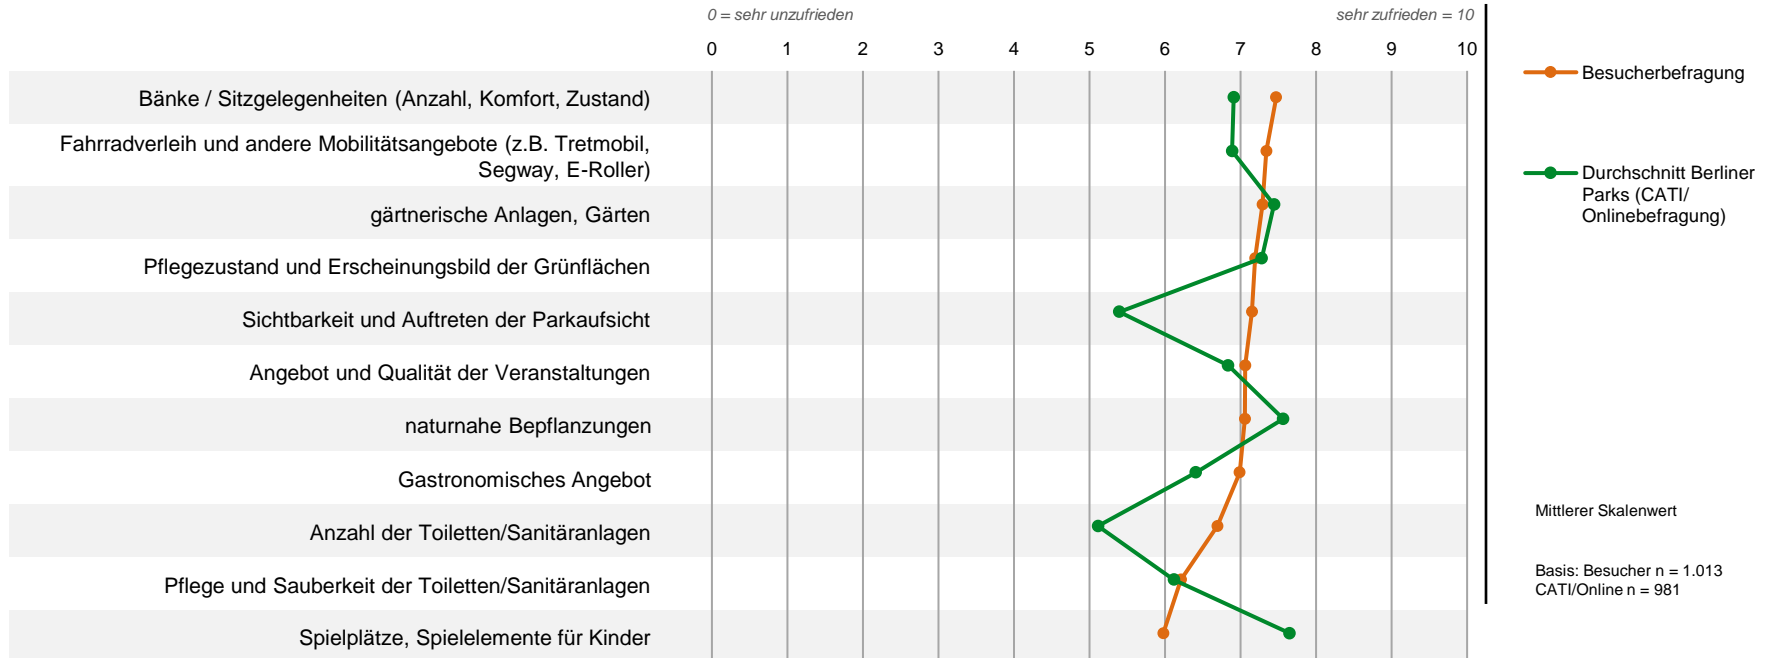 0 = sehr unzufrieden
sehr zufrieden = 10
0 1 2 3 4 5 6 7 8 9 10
Bänke / Sitzgelegenheiten (Anzahl, Komfort, Zustand)
Fahrradverleih und andere Mobilitätsangebote (z.B. Tretmobil,
Segway, E-Roller)
gärtnerische Anlagen, Gärten
Pflegezustand und Erscheinungsbild der Grünflächen
Sichtbarkeit und Auftreten der Parkaufsicht
Angebot und Qualität der Veranstaltungen
naturnahe Bepflanzungen
Gastronomisches Angebot
Anzahl der Toiletten/Sanitäranlagen
Pflege und Sauberkeit der Toiletten/Sanitäranlagen
Spielplätze, Spielelemente für Kinder
Besucherbefragung
Durchschnitt Berliner
Parks (CATI/
Onlinebefragung)
Mittlerer Skalenwert
Basis: Besucher n = 1.013
CATI/Online n = 981